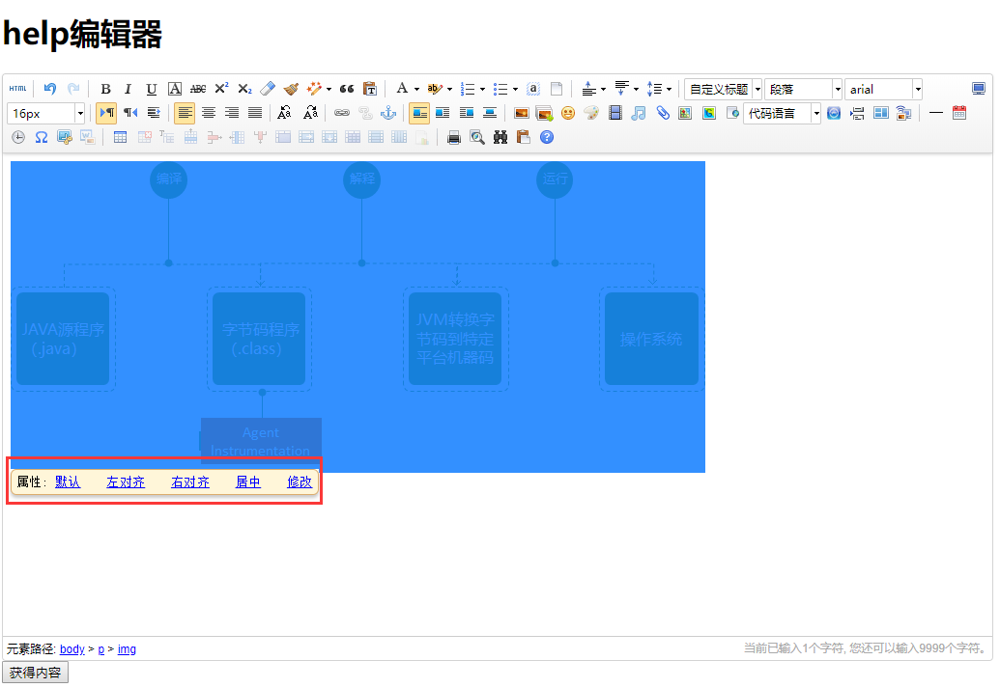 help编辑器
HTML B I U A ABC X² X₂ A ab a 自定义标题 段落 arial
16px 代码语言
编译 解释 运行
JAVA源程序
(.java)
字节码程序
(.class)
JVM转换字
节码到特定
平台机器码
操作系统
Agent
Instrumentation
属性: 默认 左对齐 右对齐 居中 修改
元素路径: body > p > img 当前已输入1个字符, 您还可以输入9999个字符。
获得内容